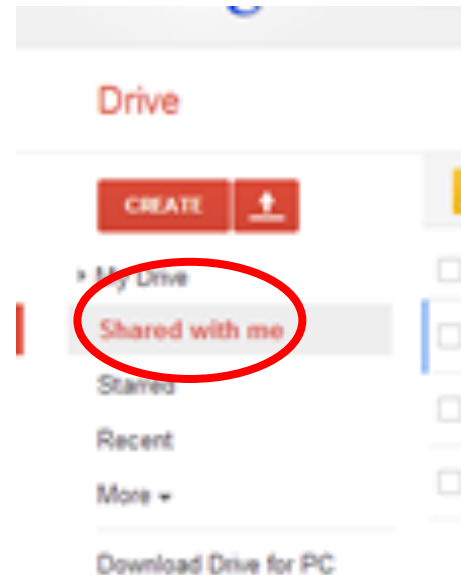 Drive
CREATE
My Drive
Shared with me
Starred
Recent
More
Download Drive for PC